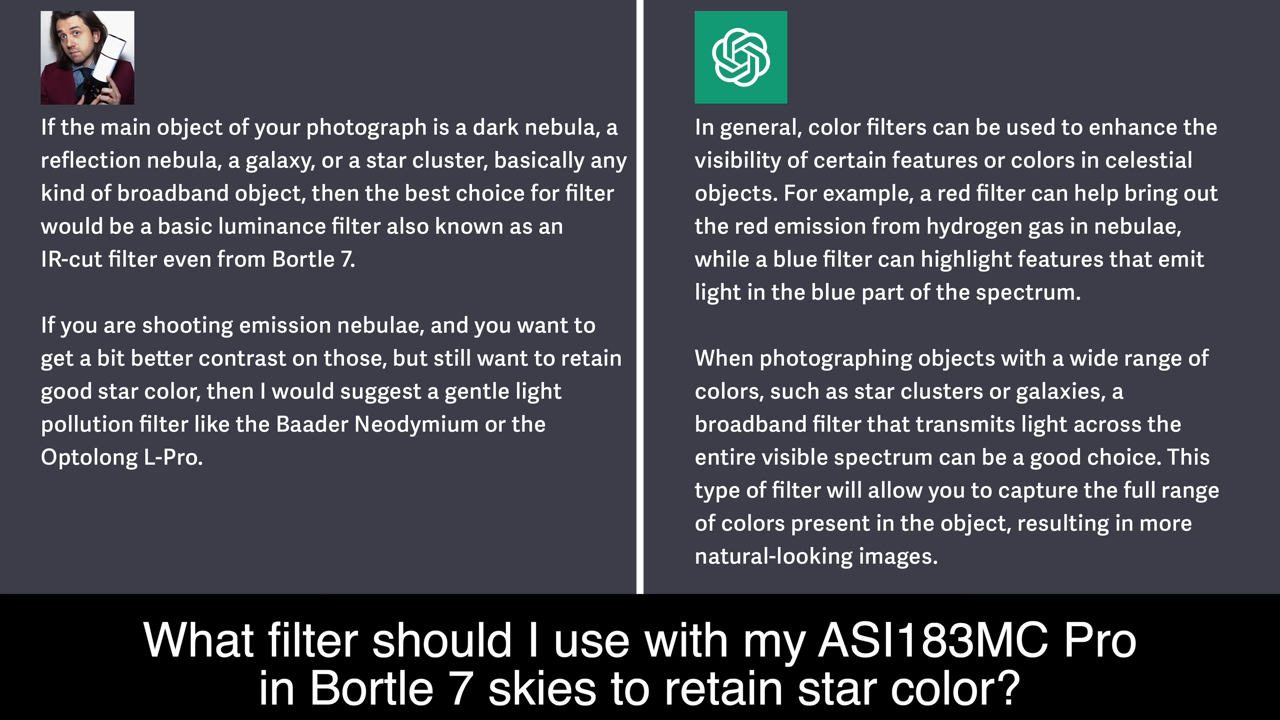 If the main object of your photograph is a dark nebula, a
reflection nebula, a galaxy, or a star cluster, basically any
kind of broadband object, then the best choice for filter
would be a basic luminance filter also known as an
IR-cut filter even from Bortle 7.
If you are shooting emission nebulae, and you want to
get a bit better contrast on those, but still want to retain
good star color, then I would suggest a gentle light
pollution filter like the Baader Neodymium or the
Optolong L-Pro.
In general, color filters can be used to enhance the
visibility of certain features or colors in celestial
objects. For example, a red filter can help bring out
the red emission from hydrogen gas in nebulae,
while a blue filter can highlight features that emit
light in the blue part of the spectrum.
When photographing objects with a wide range of
colors, such as star clusters or galaxies, a
broadband filter that transmits light across the
entire visible spectrum can be a good choice. This
type of filter will allow you to capture the full range
of colors present in the object, resulting in more
natural-looking images.
What filter should I use with my ASI183MC Pro
in Bortle 7 skies to retain star color?